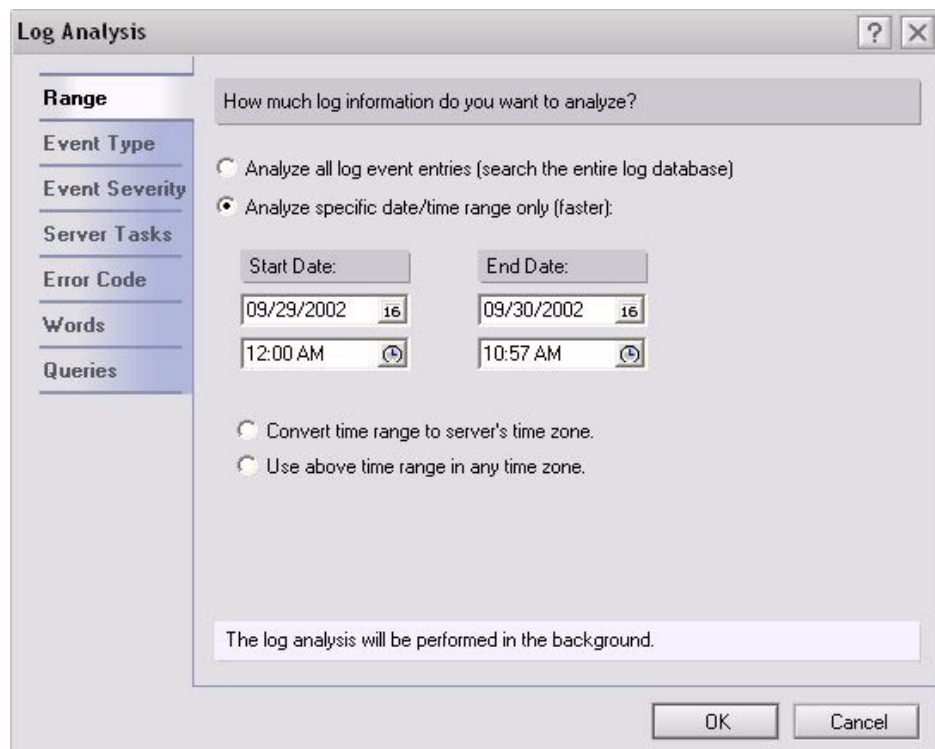 Log Analysis
Range
Event Type
Event Severity
Server Tasks
Error Code
Words
Queries
How much log information do you want to analyze?
Analyze all log event entries (search the entire log database)
Analyze specific date/time range only (faster):
Start Date:
End Date:
09/29/2002 16
09/30/2002 16
12:00 AM
10:57 AM
Convert time range to server's time zone.
Use above time range in any time zone.
The log analysis will be performed in the background.
OK
Cancel